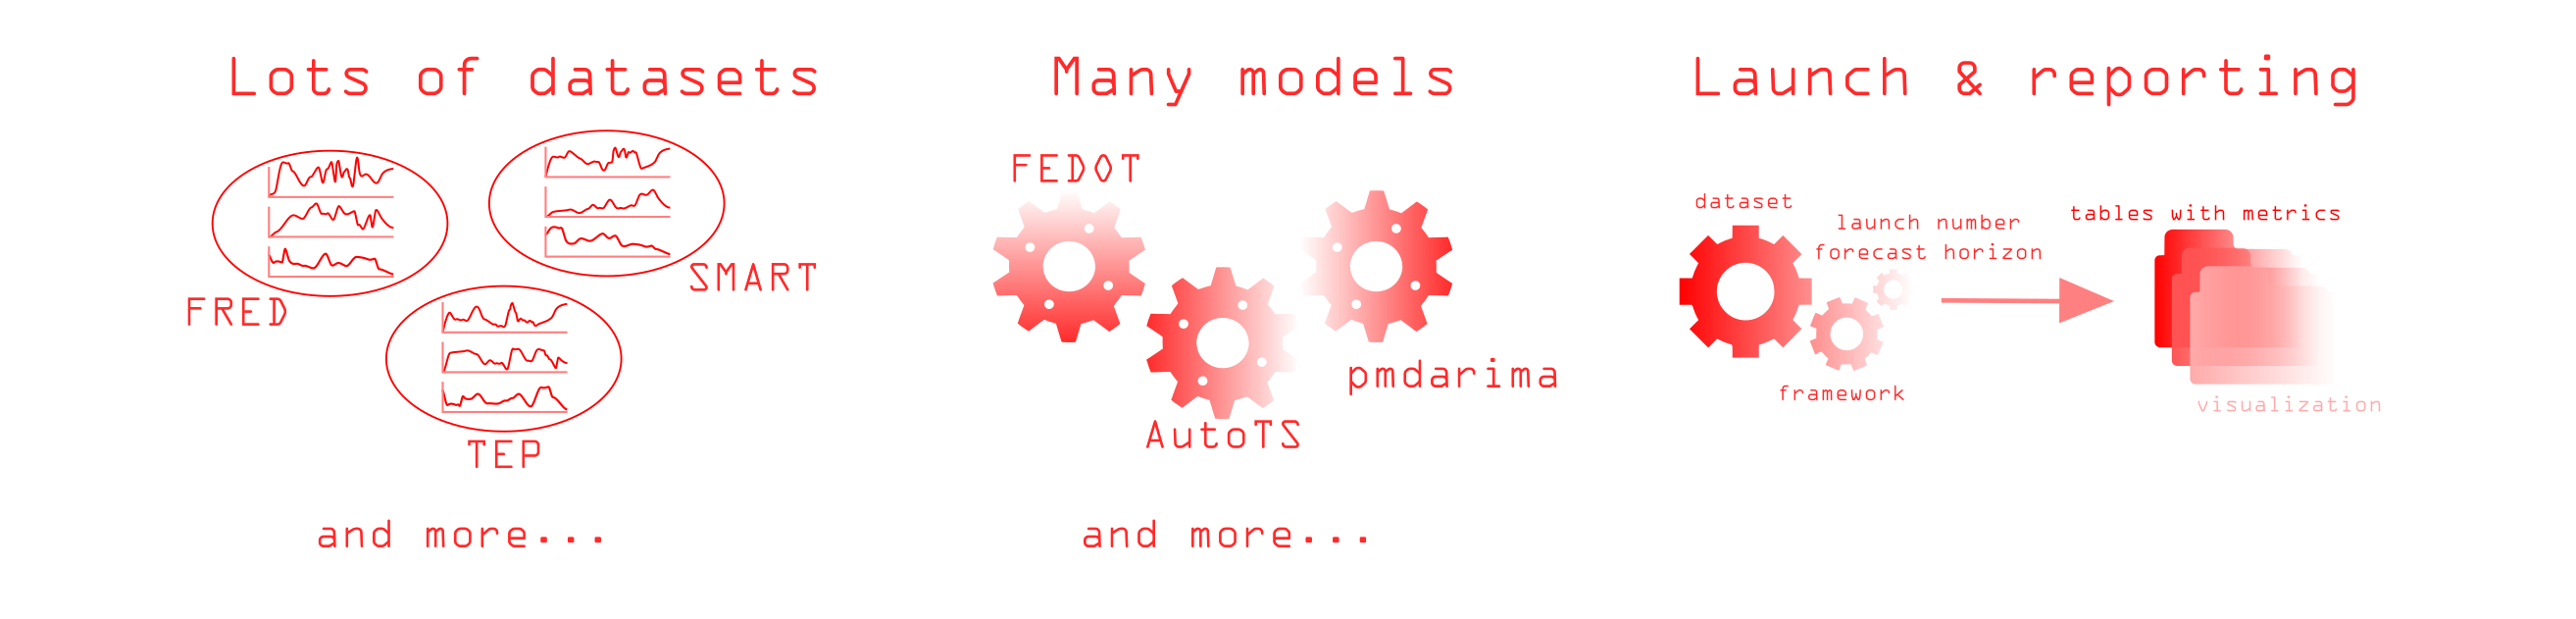 Lots of datasets
FRED
SMART
TEP
and more...
Many models
FEDOT
AutoTS
pmdarima
and more...
Launch & reporting
dataset
launch number
forecast horizon
framework
tables with metrics
visualization